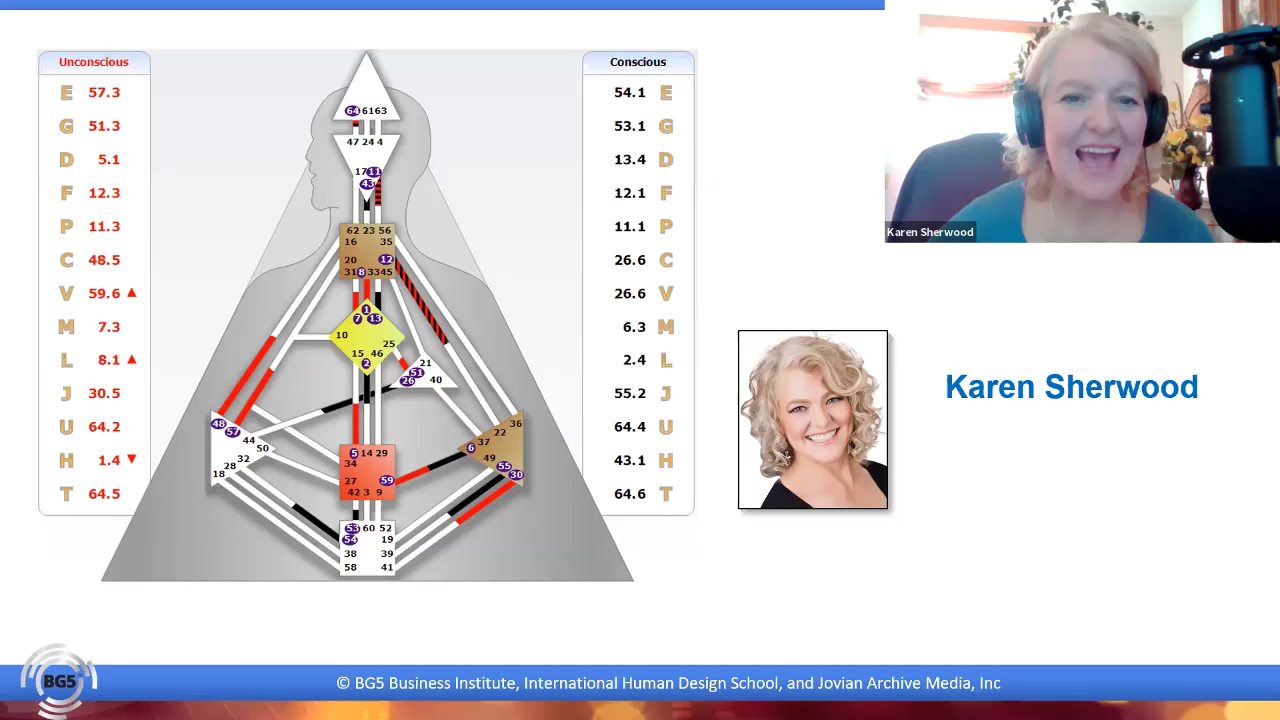 Unconscious
E 57.3
G 51.3
D 5.1
F 12.3
P 11.3
C 48.5
V 59.6 ▲
M 7.3
L 8.1 ▲
J 30.5
U 64.2
H 1.4 ▼
T 64.5
64 61 63
47 24 4
17 11
43
62 23 56
16 35
20 12
31 8 33 45
1
7 13
10
25
15 46
2
21
51
26 40
48
57
44
50
32
28
18
5 14 29
34
27 59
42 3 9
36
22
37
6
49
55
30
53 60 52
54 19
38 39
58 41
Conscious
54.1 E
53.1 G
13.4 D
12.1 F
11.1 P
26.6 C
26.6 V
6.3 M
2.4 L
55.2 J
64.4 U
43.1 H
64.6 T
Karen Sherwood
Karen Sherwood
BG5
© BG5 Business Institute, International Human Design School, and Jovian Archive Media, Inc